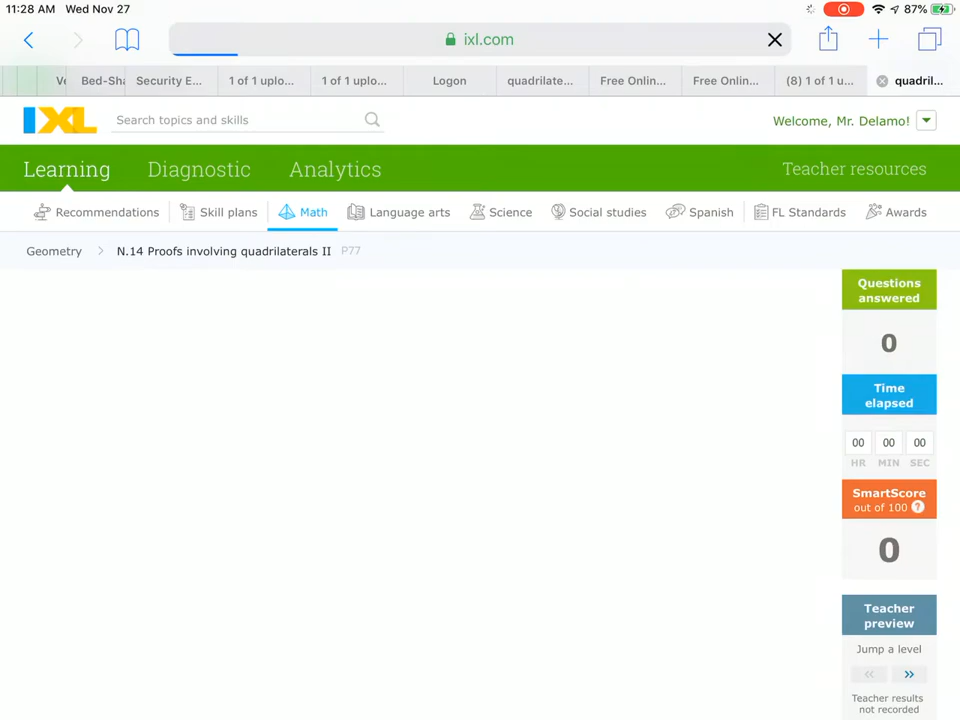 11:28 AM Wed Nov 27
87%
ixl.com
Ve
Bed-Sha
Security E...
1 of 1 uplo...
1 of 1 uplo...
Logon
quadrilate...
Free Onlin...
Free Onlin...
(8) 1 of 1 u...
quadril...
IXL
Search topics and skills
Welcome, Mr. Delamo!
Learning
Diagnostic
Analytics
Teacher resources
Recommendations
Skill plans
Math
Language arts
Science
Social studies
Spanish
FL Standards
Awards
Geometry > N.14 Proofs involving quadrilaterals II P77
Questions
answered
0
Time
elapsed
00 00 00
HR MIN SEC
SmartScore
out of 100 ?
0
Teacher
preview
Jump a level
<< >>
Teacher results
not recorded